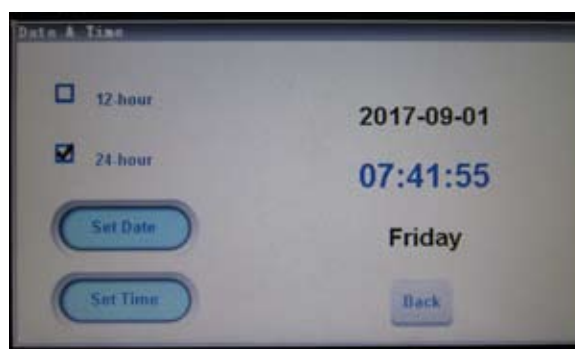 Date & Time
12-hour
24-hour
Set Date
Set Time
2017-09-01
07:41:55
Friday
Back